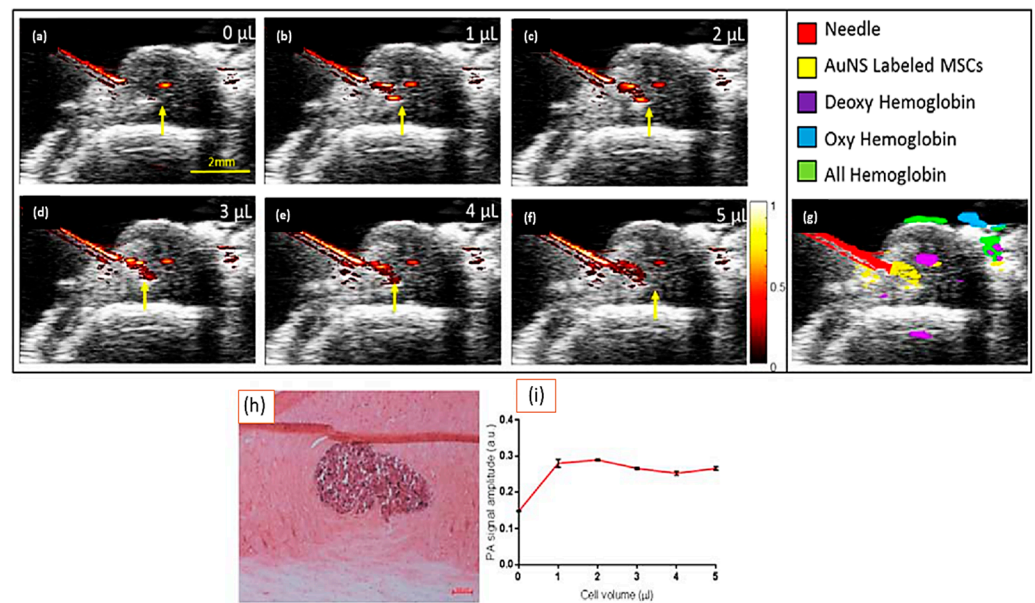 (a) 0 µL
(b) 1 µL
(c) 2 µL
2mm
(d) 3 µL
(e) 4 µL
(f) 5 µL
1
0.5
0
Needle
AuNS Labeled MSCs
Deoxy Hemoglobin
Oxy Hemoglobin
All Hemoglobin
(g)
(h)
(i)
PA signal amplitude (a.u.)
0.4
0.3
0.2
0.1
0.0
0 1 2 3 4 5
Cell volume (µl)